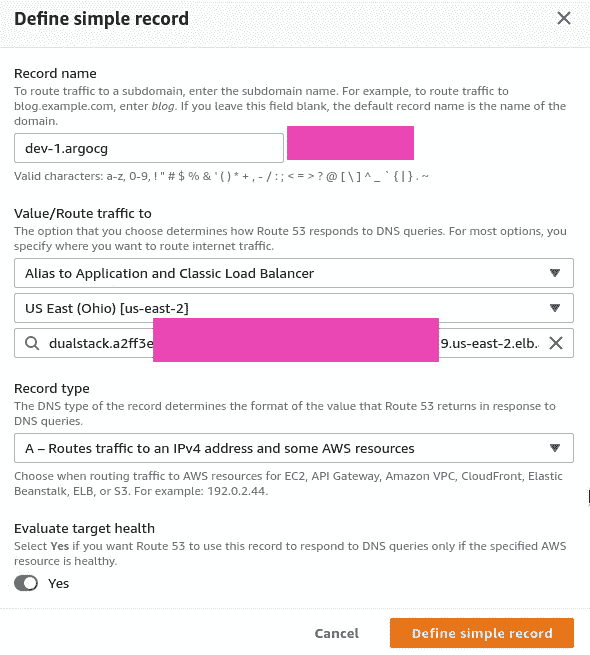 Define simple record
Record name
To route traffic to a subdomain, enter the subdomain name. For example, to route traffic to
blog.example.com, enter blog. If you leave this field blank, the default record name is the name of the
domain.
dev-1.argocg
Valid characters: a-z, 0-9, ! " # $ % & ' ( ) * + , - / : ; < = > ? @ [ \ ] ^ _ ` { | } . ~
Value/Route traffic to
The option that you choose determines how Route 53 responds to DNS queries. For most options, you
specify where you want to route internet traffic.
Alias to Application and Classic Load Balancer
US East (Ohio) [us-east-2]
dualstack.a2ff3e 9.us-east-2.elb.
Record type
The DNS type of the record determines the format of the value that Route 53 returns in response to
DNS queries.
A – Routes traffic to an IPv4 address and some AWS resources
Choose when routing traffic to AWS resources for EC2, API Gateway, Amazon VPC, CloudFront, Elastic
Beanstalk, ELB, or S3. For example: 192.0.2.44.
Evaluate target health
Select Yes if you want Route 53 to use this record to respond to DNS queries only if the specified AWS
resource is healthy.
Yes
Cancel Define simple record